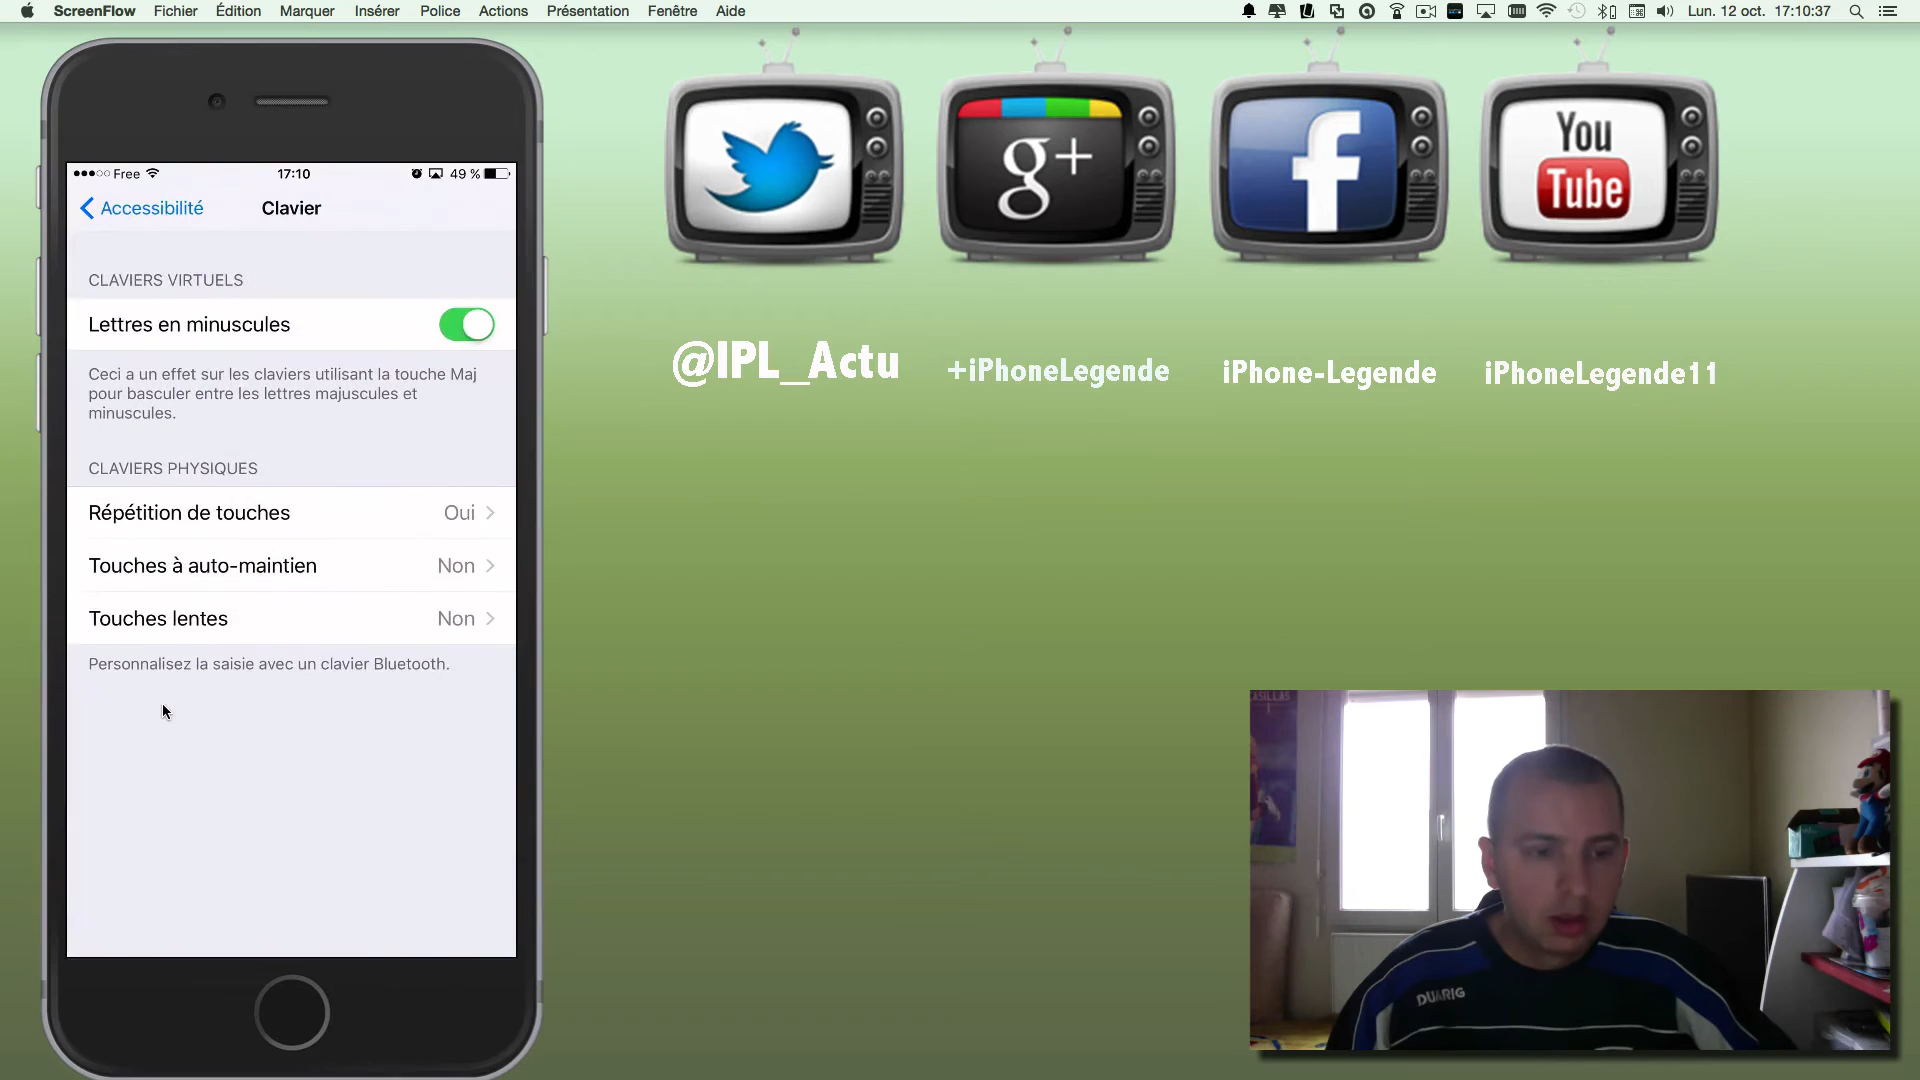 ScreenFlow Fichier Édition Marquer Insérer Police Actions Présentation Fenêtre Aide
Lun. 12 oct. 17:10:37
Free 17:10 49 %
Accessibilité Clavier
CLAVIERS VIRTUELS
Lettres en minuscules
Ceci a un effet sur les claviers utilisant la touche Maj
pour basculer entre les lettres majuscules et
minuscules.
CLAVIERS PHYSIQUES
Répétition de touches Oui
Touches à auto-maintien Non
Touches lentes Non
Personnalisez la saisie avec un clavier Bluetooth.
g+
f
You
Tube
@IPL_Actu
+iPhoneLegende
iPhone-Legende
iPhoneLegende11
CASILLAS
DUARIG